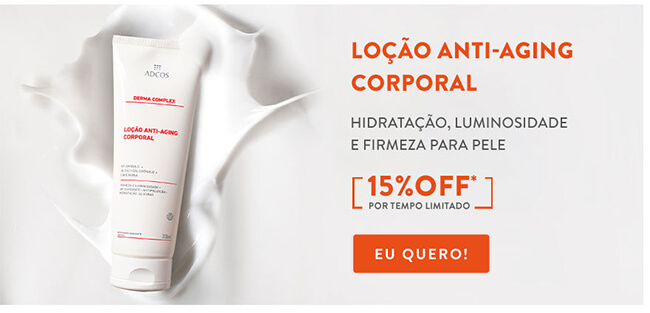 ADCOS
DERMA COMPLEX
LOÇÃO ANTI-AGING
CORPORAL
LOÇÃO ANTI-AGING
CORPORAL
HIDRATAÇÃO, LUMINOSIDADE
E FIRMEZA PARA PELE
15%OFF*
POR TEMPO LIMITADO
EU QUERO!